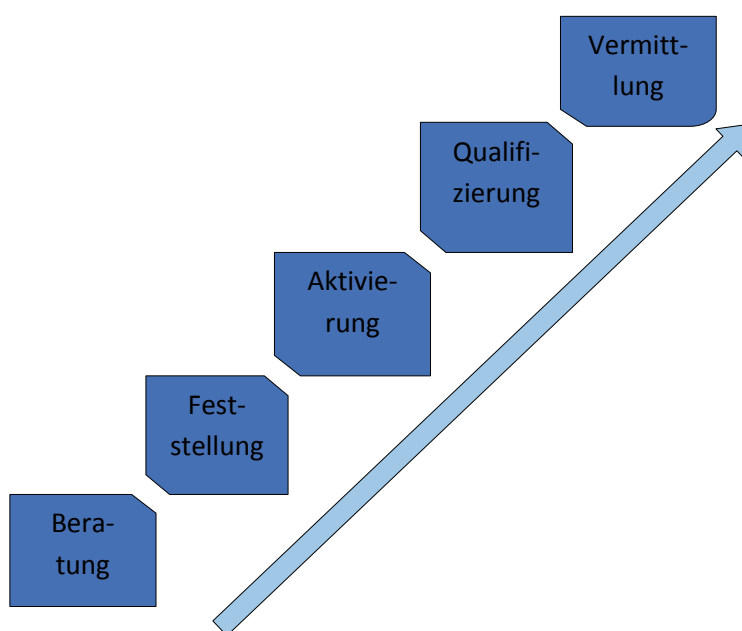 Vermitt-
lung
Qualifi-
zierung
Aktivie-
rung
Fest-
stellung
Bera-
tung